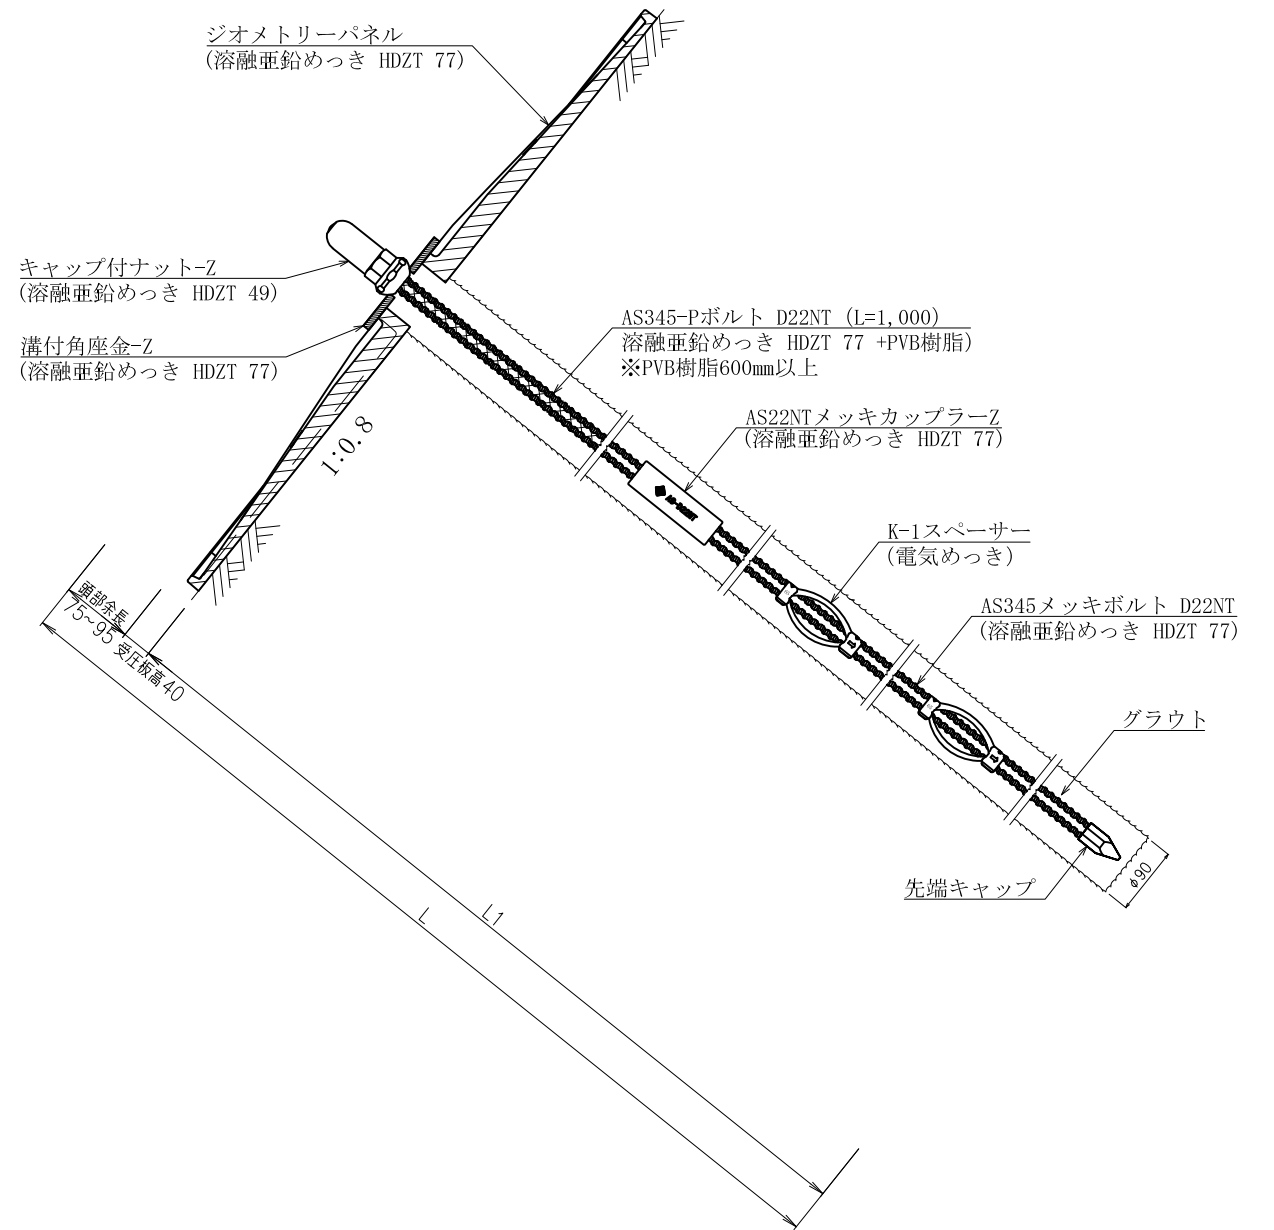 ジオメトリーパネル
(溶融亜鉛めっき HDZT 77)
キャップ付ナット-Z
(溶融亜鉛めっき HDZT 49)
溝付角座金-Z
(溶融亜鉛めっき HDZT 77)
AS345-Pボルト D22NT (L=1,000)
溶融亜鉛めっき HDZT 77 +PVB樹脂)
※PVB樹脂600mm以上
1:0.8
AS22NTメッキカップラーZ
(溶融亜鉛めっき HDZT 77)
K-1スペーサー
(電気めっき)
AS345メッキボルト D22NT
(溶融亜鉛めっき HDZT 77)
グラウト
先端キャップ
φ90
頭部余長
75~95
受圧板高40
L
L1